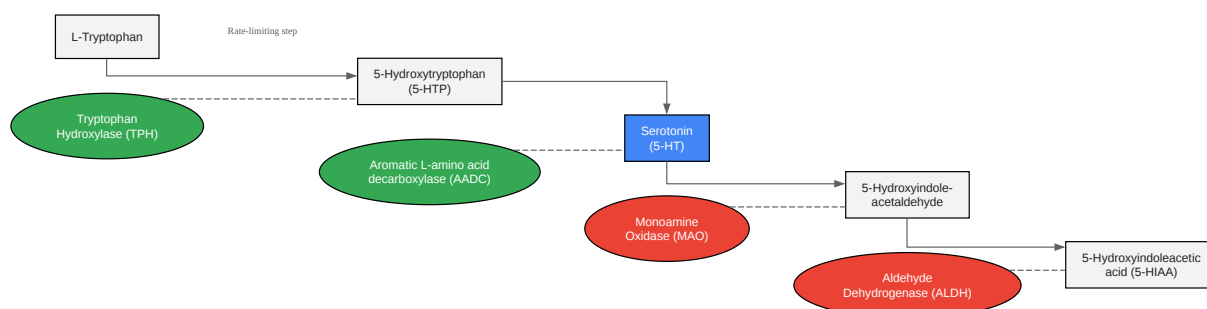 L-Tryptophan
Rate-limiting step
5-Hydroxytryptophan
(5-HTP)
Tryptophan
Hydroxylase (TPH)
Serotonin
(5-HT)
Aromatic L-amino acid
decarboxylase (AADC)
5-Hydroxyindole-
acetaldehyde
Monoamine
Oxidase (MAO)
5-Hydroxyindoleacetic
acid (5-HIAA)
Aldehyde
Dehydrogenase (ALDH)